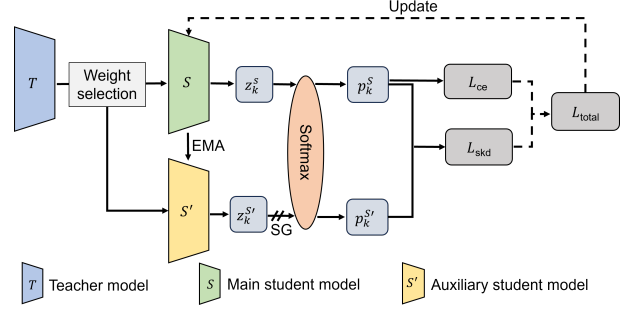 Update
T
Weight
selection
S
z_k^s
p_k^S
L_ce
L_total
Softmax
L_skd
EMA
S'
z_k^{S'}
SG
p_k^{S'}
T Teacher model
S Main student model
S' Auxiliary student model